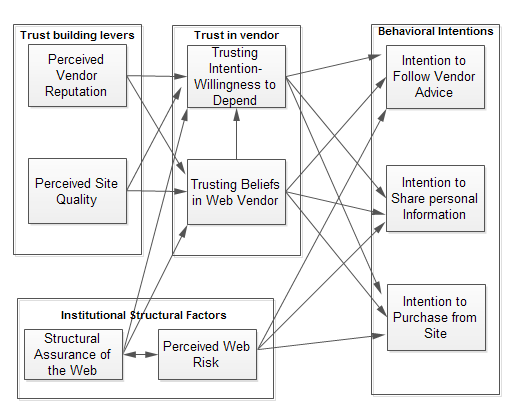 Trust building levers
Perceived
Vendor
Reputation
Perceived Site
Quality
Trust in vendor
Trusting
Intention-
Willingness to
Depend
Trusting Beliefs
in Web Vendor
Behavioral Intentions
Intention to
Follow Vendor
Advice
Intention to
Share personal
Information
Intention to
Purchase from
Site
Institutional Structural Factors
Structural
Assurance of
the Web
Perceived Web
Risk